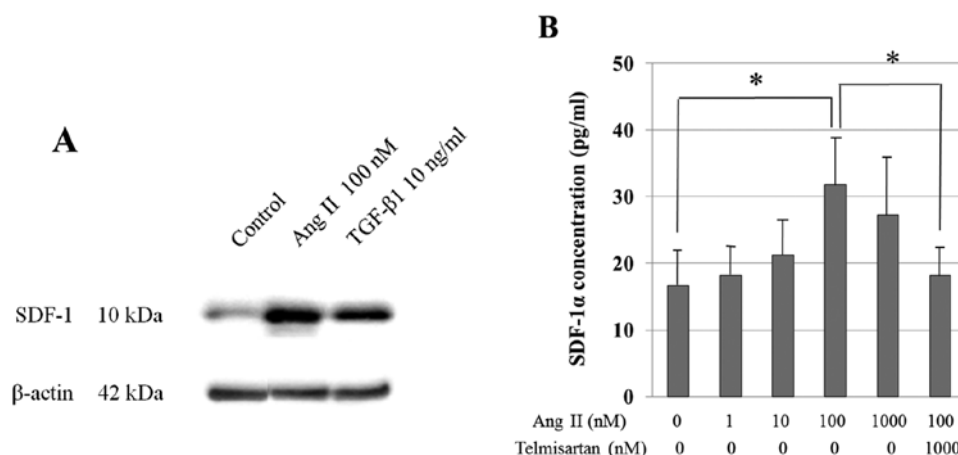 A
Control
Ang II 100 nM
TGF-β1 10 ng/ml
SDF-1 10 kDa
β-actin 42 kDa
B
SDF-1α concentration (pg/ml)
50
40
30
20
10
0
*
*
Ang II (nM) 0 1 10 100 1000 100
Telmisartan (nM) 0 0 0 0 0 1000